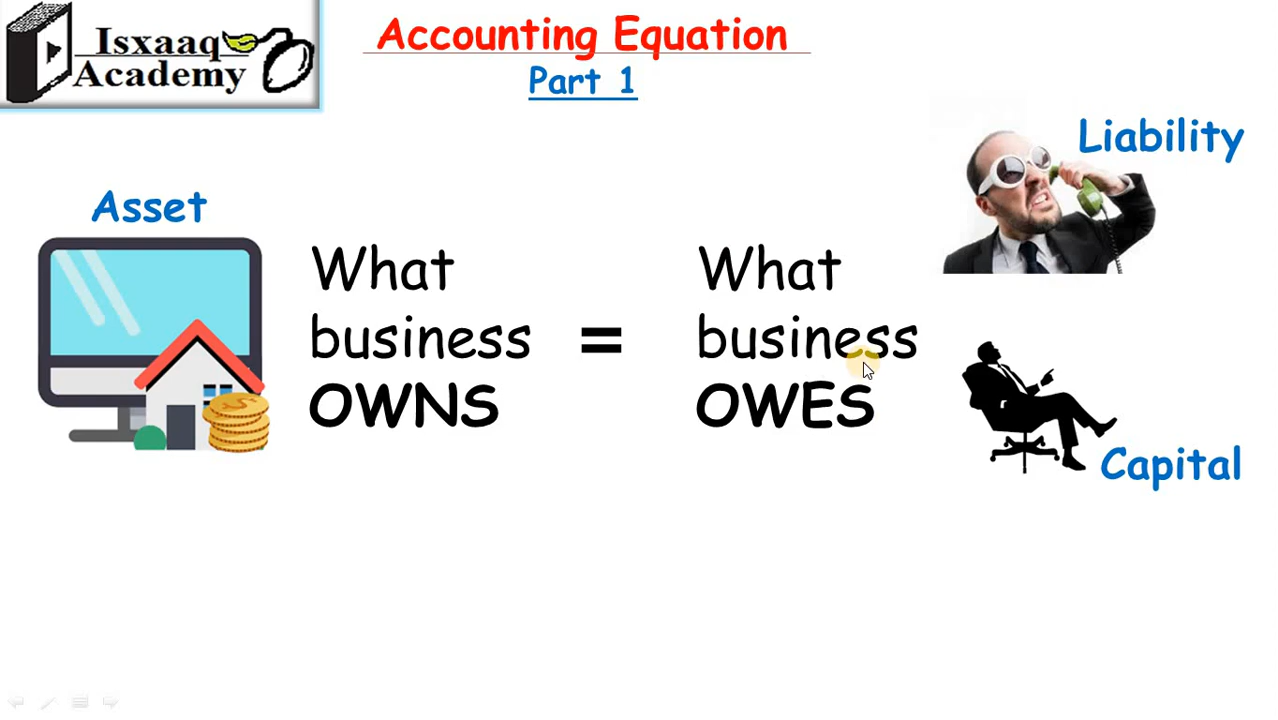 Isxaaq
Academy
Accounting Equation
Part 1
Liability
Asset
What
business
OWNS
=
What
business
OWES
Capital